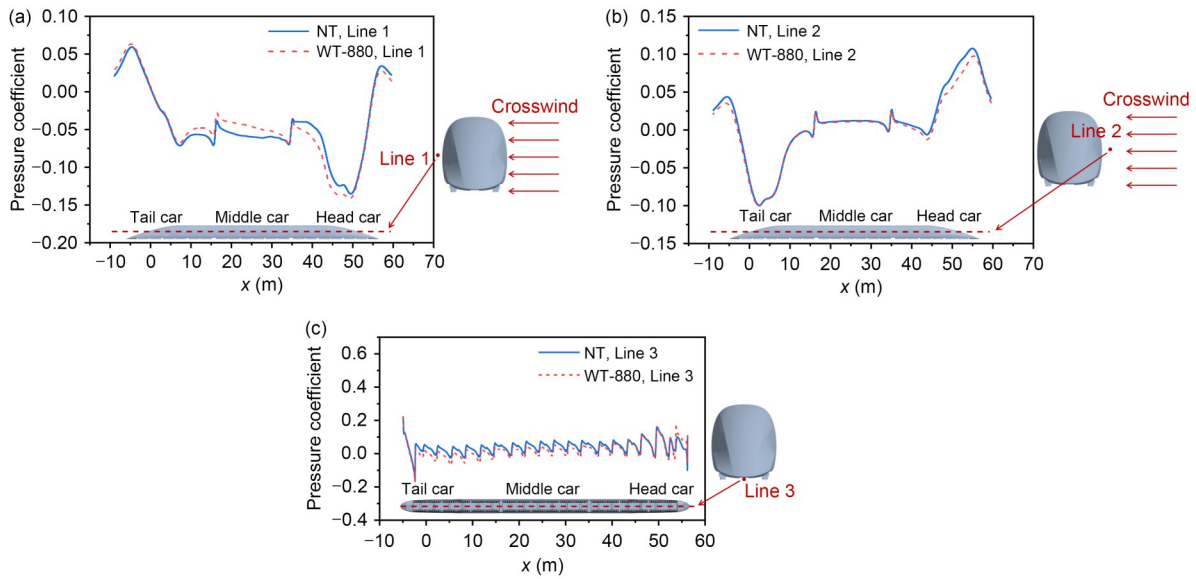 (a)
0.10
0.05
0.00
−0.05
−0.10
−0.15
−0.20
Pressure coefficient
NT, Line 1
WT-880, Line 1
Crosswind
Line 1
Tail car Middle car Head car
−10 0 10 20 30 40 50 60 70
x (m)
(b)
0.15
0.10
0.05
0.00
−0.05
−0.10
−0.15
Pressure coefficient
NT, Line 2
WT-880, Line 2
Crosswind
Line 2
Tail car Middle car Head car
−10 0 10 20 30 40 50 60 70
x (m)
(c)
0.6
0.4
0.2
0.0
−0.2
−0.4
Pressure coefficient
NT, Line 3
WT-880, Line 3
Line 3
Tail car Middle car Head car
−10 0 10 20 30 40 50 60
x (m)